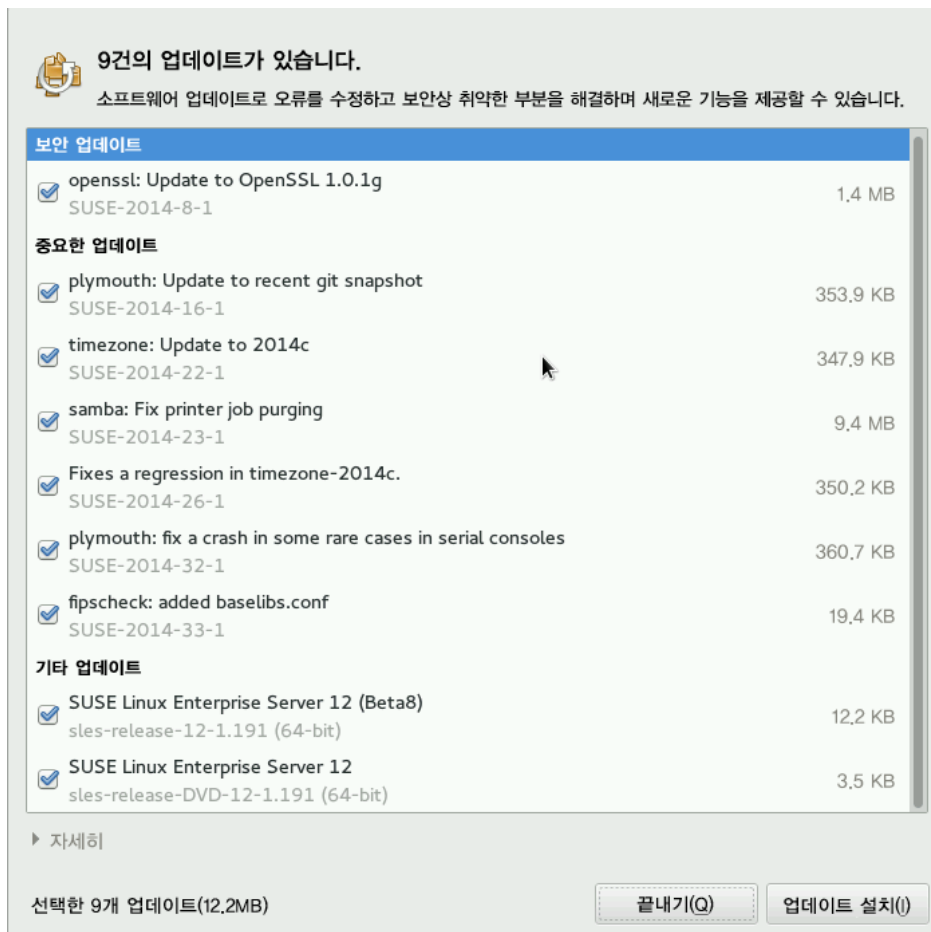 9건의 업데이트가 있습니다.
소프트웨어 업데이트로 오류를 수정하고 보안상 취약한 부분을 해결하며 새로운 기능을 제공할 수 있습니다.
보안 업데이트
openssl: Update to OpenSSL 1.0.1g
1.4 MB
SUSE-2014-8-1
중요한 업데이트
plymouth: Update to recent git snapshot
353.9 KB
SUSE-2014-16-1
timezone: Update to 2014c
347.9 KB
SUSE-2014-22-1
samba: Fix printer job purging
9.4 MB
SUSE-2014-23-1
Fixes a regression in timezone-2014c.
350.2 KB
SUSE-2014-26-1
plymouth: fix a crash in some rare cases in serial consoles
360.7 KB
SUSE-2014-32-1
fipscheck: added baselibs.conf
19.4 KB
SUSE-2014-33-1
기타 업데이트
SUSE Linux Enterprise Server 12 (Beta8)
12.2 KB
sles-release-12-1.191 (64-bit)
SUSE Linux Enterprise Server 12
3.5 KB
sles-release-DVD-12-1.191 (64-bit)
자세히
선택한 9개 업데이트(12.2MB)
끝내기(Q)
업데이트 설치(I)